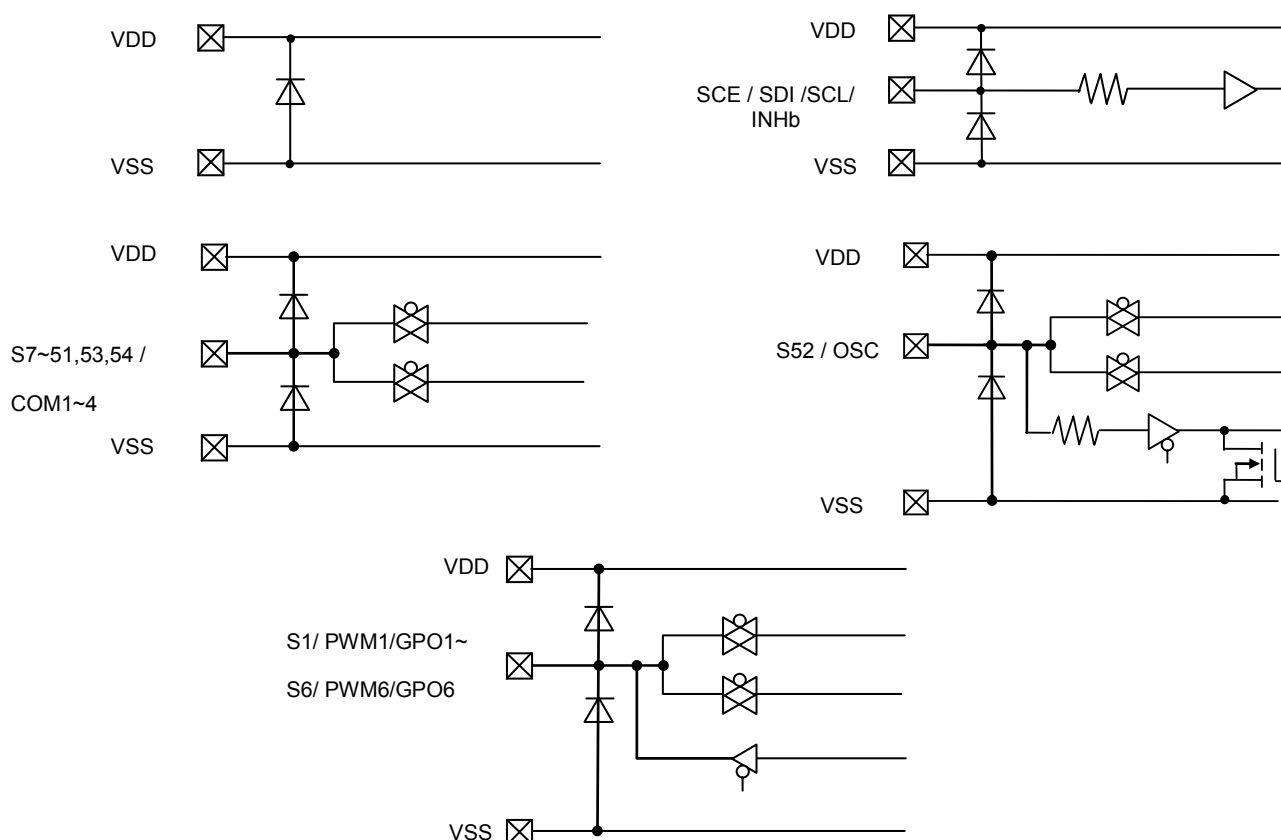 VDD
VSS
VDD
SCE / SDI /SCL/
INHb
VSS
VDD
S7~51,53,54 /
COM1~4
VSS
VDD
S52 / OSC
VSS
VDD
S1/ PWM1/GPO1~
S6/ PWM6/GPO6
VSS